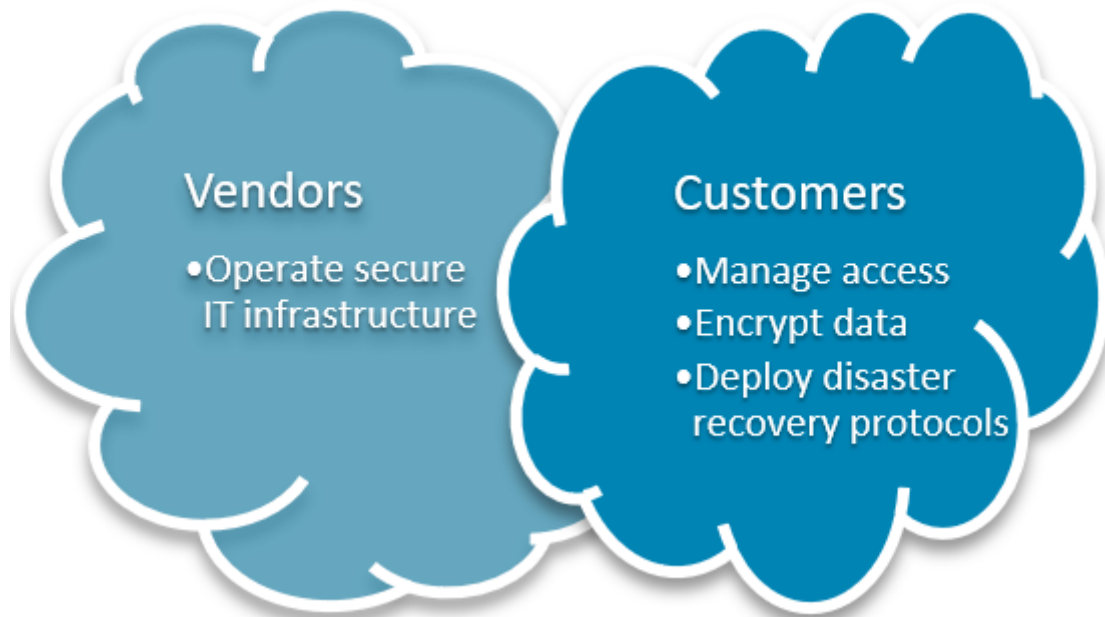 Vendors
•Operate secure
IT infrastructure
Customers
•Manage access
•Encrypt data
•Deploy disaster
recovery protocols